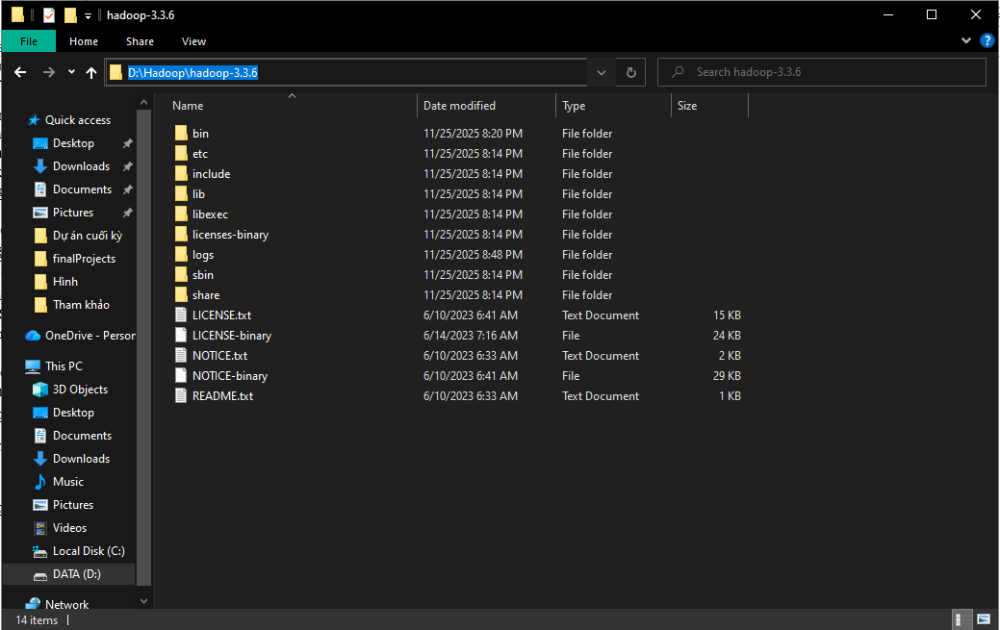 hadoop-3.3.6
File Home Share View
D:\Hadoop\hadoop-3.3.6
Search hadoop-3.3.6
Quick access
Desktop
Downloads
Documents
Pictures
Dự án cuối kỳ
finalProjects
Hình
Tham khảo
OneDrive - Person
This PC
3D Objects
Desktop
Documents
Downloads
Music
Pictures
Videos
Local Disk (C:)
DATA (D:)
Network
Name Date modified Type Size
bin 11/25/2025 8:20 PM File folder
etc 11/25/2025 8:14 PM File folder
include 11/25/2025 8:14 PM File folder
lib 11/25/2025 8:14 PM File folder
libexec 11/25/2025 8:14 PM File folder
licenses-binary 11/25/2025 8:14 PM File folder
logs 11/25/2025 8:48 PM File folder
sbin 11/25/2025 8:14 PM File folder
share 11/25/2025 8:14 PM File folder
LICENSE.txt 6/10/2023 6:41 AM Text Document 15 KB
LICENSE-binary 6/14/2023 7:16 AM File 24 KB
NOTICE.txt 6/10/2023 6:33 AM Text Document 2 KB
NOTICE-binary 6/10/2023 6:41 AM File 29 KB
README.txt 6/10/2023 6:33 AM Text Document 1 KB
14 items